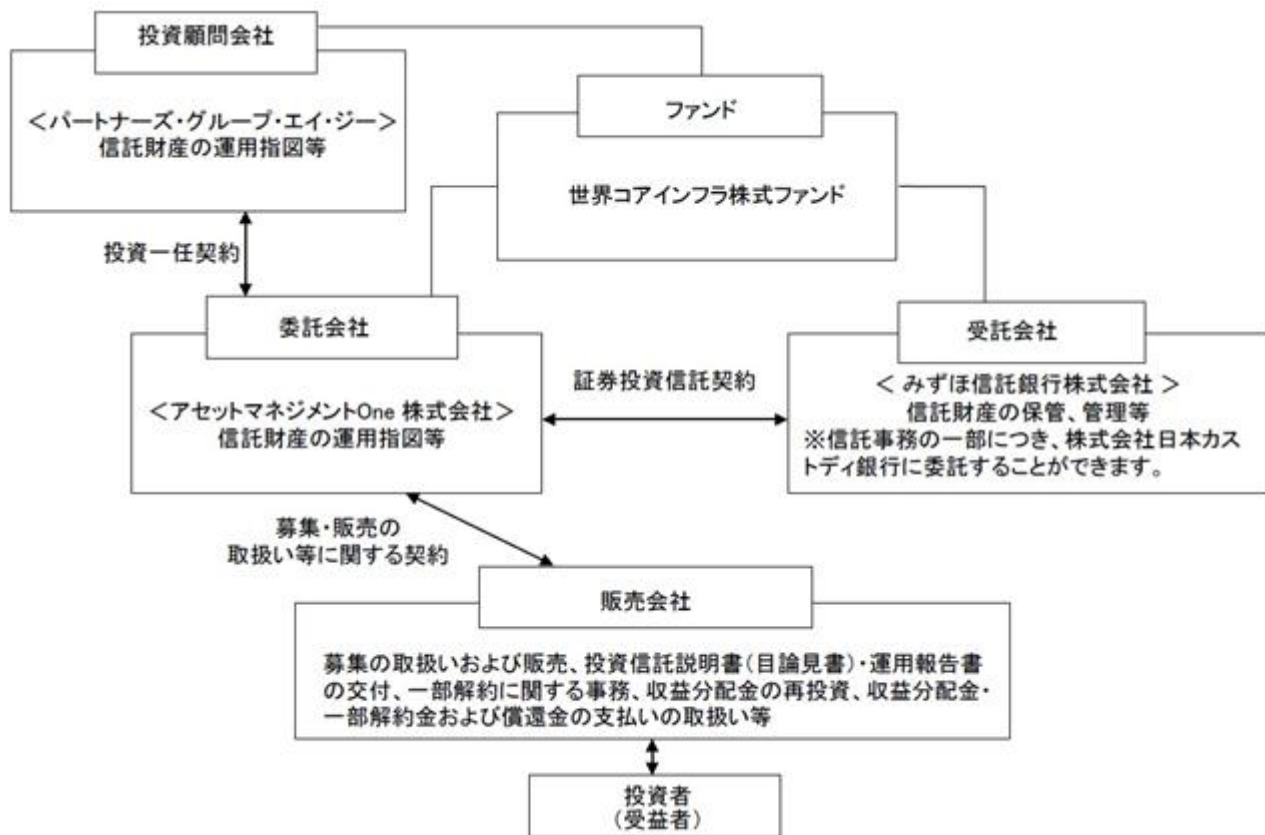 投資顧問会社
<パートナーズ・グループ・エイ・ジー>
信託財産の運用指図等
ファンド
世界コアインフラ株式ファンド
投資一任契約
委託会社
<アセットマネジメントOne 株式会社>
信託財産の運用指図等
証券投資信託契約
受託会社
< みずほ信託銀行株式会社 >
信託財産の保管、管理等
※信託事務の一部につき、株式会社日本カス
トディ銀行に委託することができます。
募集・販売の
取扱い等に関する契約
販売会社
募集の取扱いおよび販売、投資信託説明書(目論見書)・運用報告書
の交付、一部解約に関する事務、収益分配金の再投資、収益分配金・
一部解約金および償還金の支払いの取扱い等
投資者
(受益者)